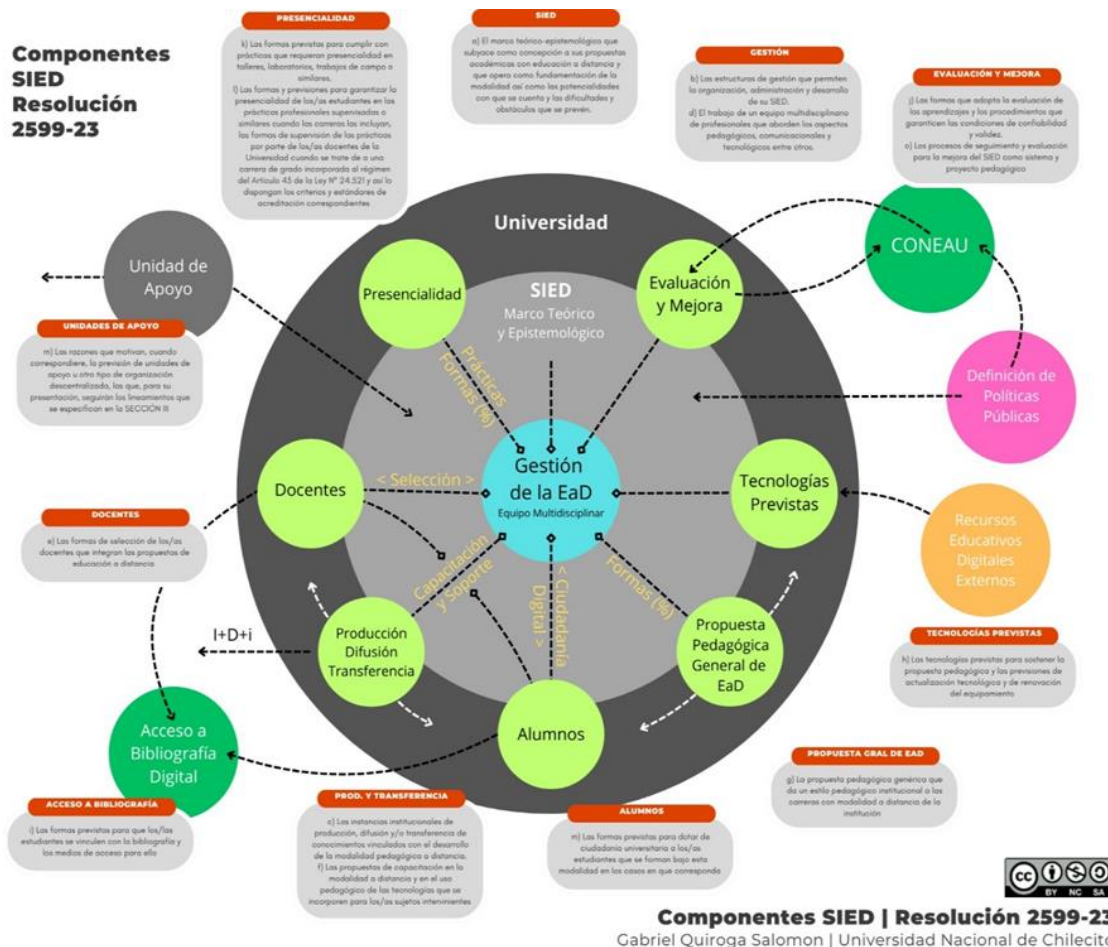 Componentes
SIED
Resolución
2599-23
PRESENCIALIDAD
k) Las formas previstas para cumplir con
prácticas que requieran presencialidad en
talleres, laboratorios, trabajos de campo o
similares.
l) Las formas y previsiones para garantizar la
presencialidad de los/as estudiantes en las
prácticas profesionales supervisadas o
similares cuando las carreras las incluyan,
las formas de supervisión de las prácticas
por parte de los/as docentes de la
Universidad cuando se trate de a una
carrera de grado incorporada al régimen
del Artículo 43 de la Ley Nº 24.521 y así lo
dispongan los criterios y estándares de
acreditación correspondientes
SIED
a) El marco teórico-epistemológico que
subyace como concepción a sus propuestas
académicas con educación a distancia y
que opera como fundamentación de la
modalidad así como las potencialidades
con que se cuenta y las dificultades y
obstáculos que se prevén.
GESTIÓN
b) Las estructuras de gestión que permiten
la organización, administración y desarrollo
de su SIED.
d) El trabajo de un equipo multidisciplinario
de profesionales que aborden los aspectos
pedagógicos, comunicacionales y
tecnológicos entre otros.
EVALUACIÓN Y MEJORA
j) Las formas que adopta la evaluación de
los aprendizajes y los procedimientos que
garanticen las condiciones de confiabilidad
y validez.
o) Los procesos de seguimiento y evaluación
para la mejora del SIED como sistema y
proyecto pedagógico
Universidad
CONEAU
Unidad de
Apoyo
Presencialidad
SIED
Marco Teórico
y Epistemológico
Evaluación
y Mejora
UNIDADES DE APOYO
m) Las razones que motivan, cuando
correspondiere, la previsión de unidades de
apoyo u otro tipo de organización
descentralizada, las que, para su
presentación, seguirán los lineamientos que
se especifican en la SECCIÓN III
Prácticas
Formas (%)
Definición de
Políticas
Públicas
Gestión
de la EaD
Equipo Multidisciplinar
Docentes
< Selección >
Tecnologías
Previstas
DOCENTES
e) Las formas de selección de los/as
docentes que integran las propuestas de
educación a distancia
Recursos
Educativos
Digitales
Externos
Capacitación
y Soporte
< Ciudadanía
Digital >
Formas (%)
I+D+i
Producción
Difusión
Transferencia
Propuesta
Pedagógica
General de
EaD
TECNOLOGÍAS PREVISTAS
h) Las tecnologías previstas para sostener la
propuesta pedagógica y las previsiones de
actualización tecnológica y de renovación
del equipamiento
Acceso a
Bibliografía
Digital
Alumnos
PROPUESTA GRAL DE EAD
g) La propuesta pedagógica genérica que
da un estilo pedagógico institucional a las
carreras con modalidad a distancia de la
institución
ACCESO A BIBLIOGRAFÍA
i) Las formas previstas para que los/las
estudiantes se vinculen con la bibliografía y
los medios de acceso para ello
PROD. Y TRANSFERENCIA
c) Las instancias institucionales de
producción, difusión y/o transferencia de
conocimientos vinculados con el desarrollo
de la modalidad pedagógica a distancia.
f) Las propuestas de capacitación en la
modalidad a distancia y en el uso
pedagógico de las tecnologías que se
incorporen para los/as sujetos intervinientes
ALUMNOS
n) Las formas previstas para dotar de
ciudadanía universitaria a los/as
estudiantes que se forman bajo esta
modalidad en los casos en que corresponda
cc BY NC SA
Componentes SIED | Resolución 2599-23
Gabriel Quiroga Salomon | Universidad Nacional de Chilecito